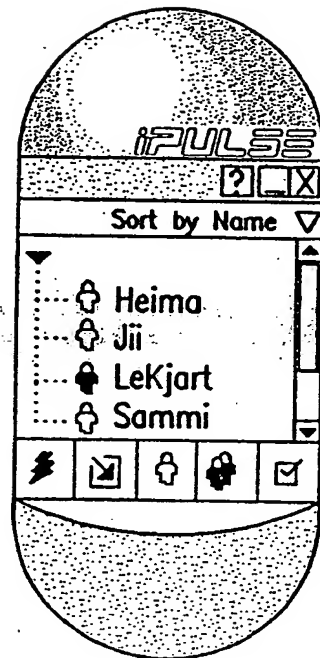 iPULSE
? _ X
Sort by Name
Heima
Jii
LeKjart
Sammi